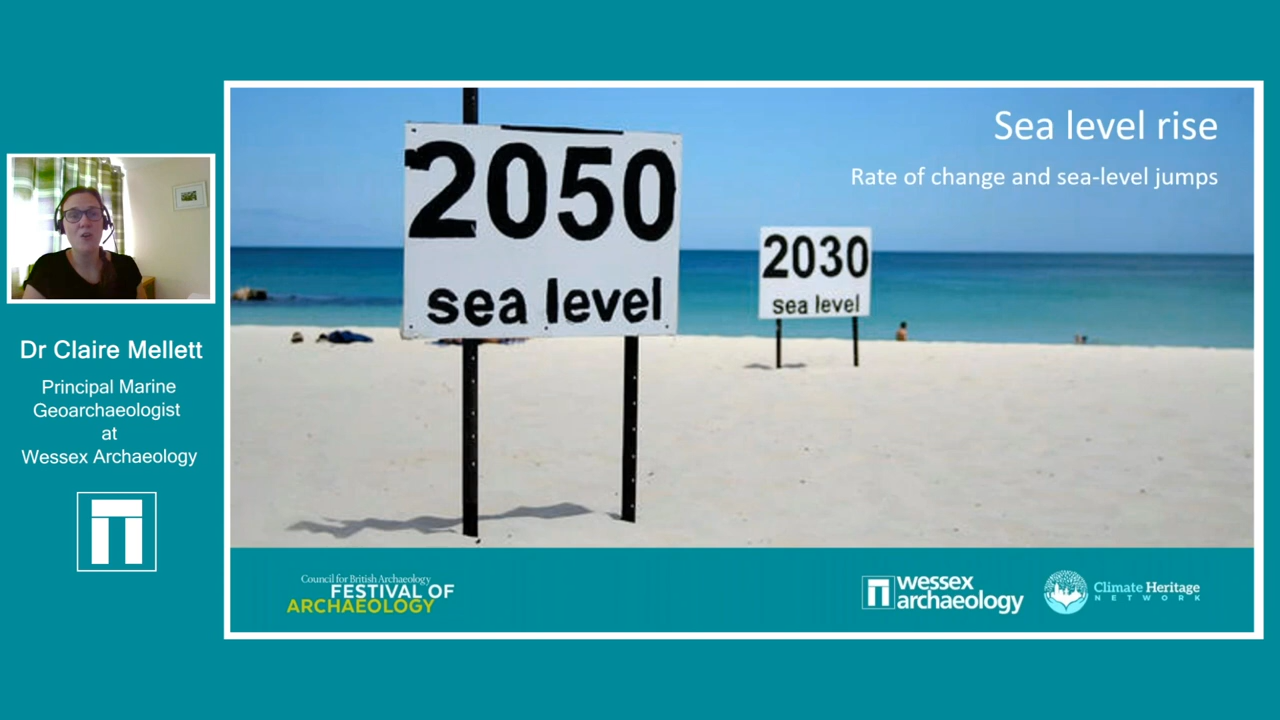 Dr Claire Mellett
Principal Marine
Geoarchaeologist
at
Wessex Archaeology
Sea level rise
Rate of change and sea-level jumps
2050
sea level
2030
sea level
Council for British Archaeology
FESTIVAL OF
ARCHAEOLOGY
wessex
archaeology
Climate Heritage
NETWORK